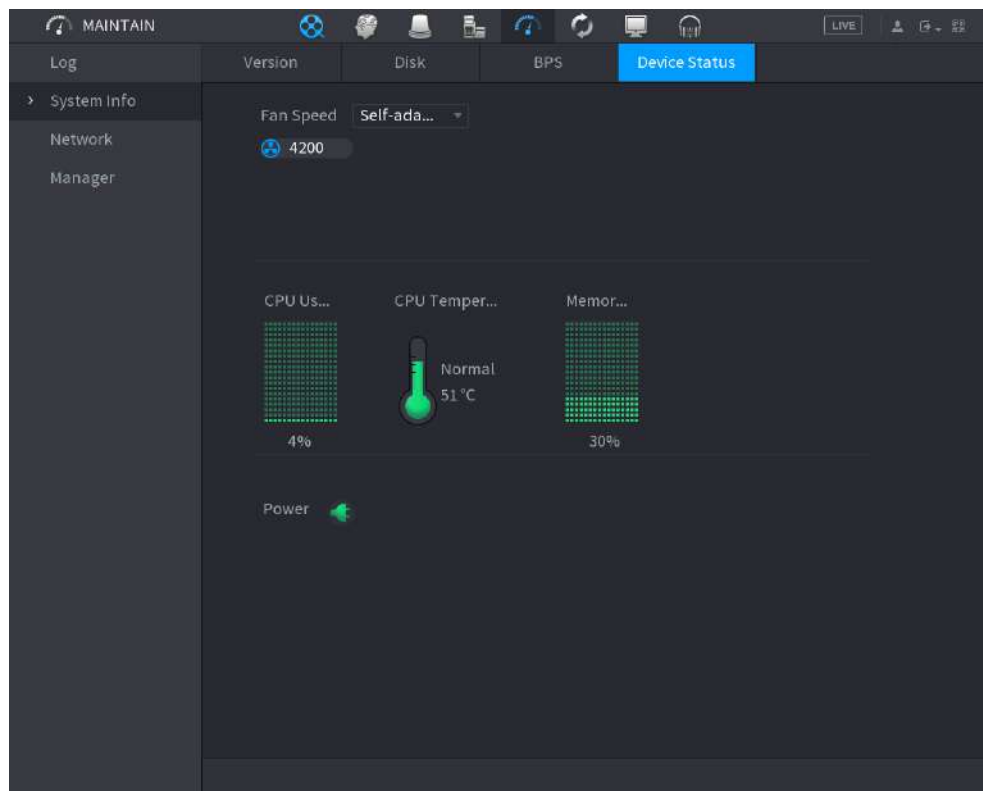 MAINTAIN
LIVE
Log
Version
Disk
BPS
Device Status
System Info
Network
Manager
Fan Speed
Self-ada...
4200
CPU Us...
CPU Temper...
Memor...
Normal
51℃
4%
30%
Power